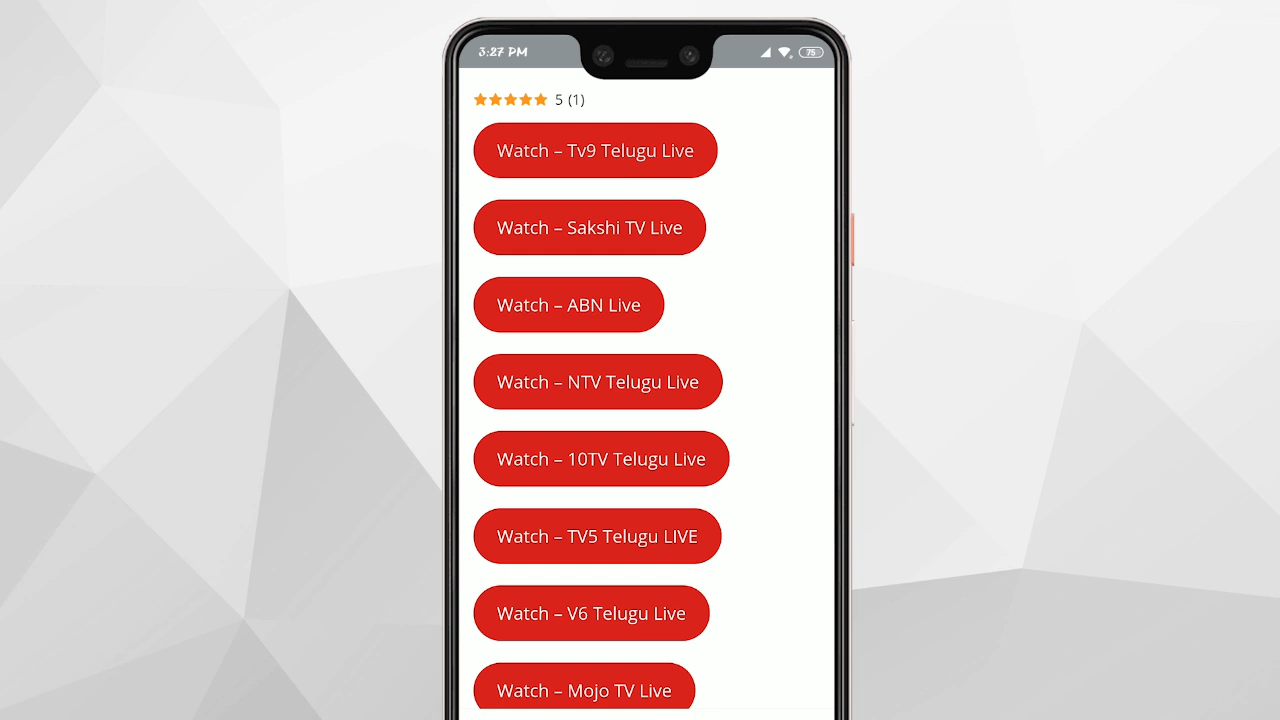 3:27 PM
75
5 (1)
Watch – Tv9 Telugu Live
Watch – Sakshi TV Live
Watch – ABN Live
Watch – NTV Telugu Live
Watch – 10TV Telugu Live
Watch – TV5 Telugu LIVE
Watch – V6 Telugu Live
Watch – Mojo TV Live